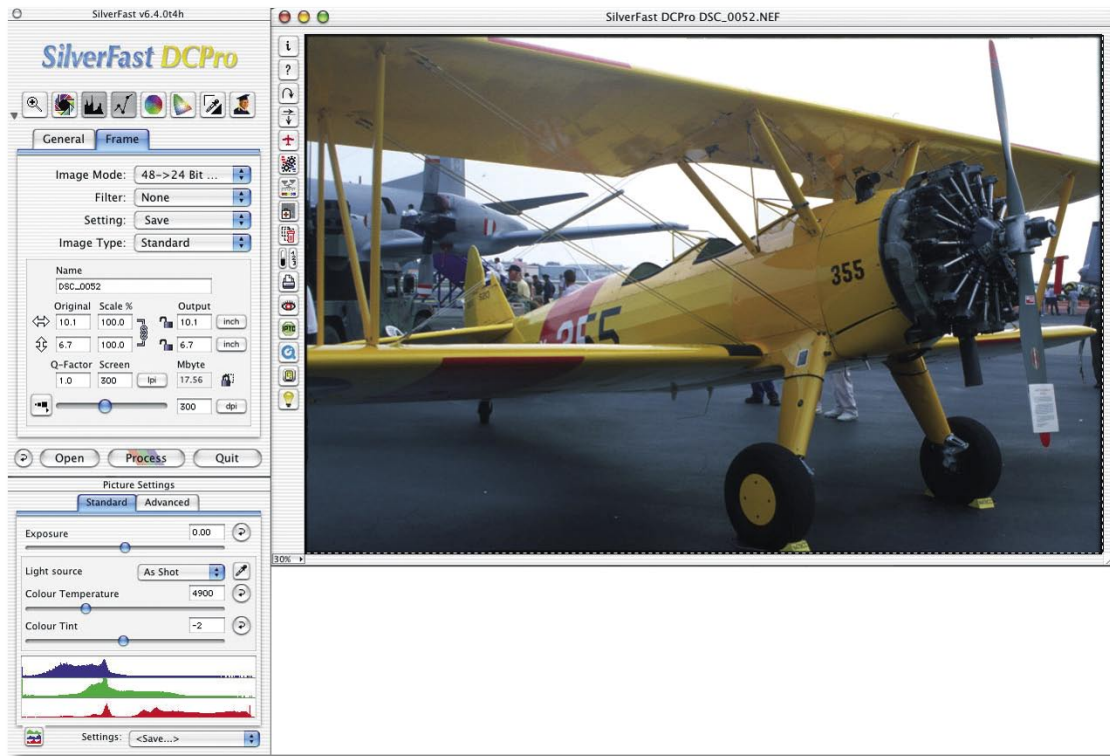 SilverFast v6.4.0t4h
SilverFast DCPro
General Frame
Image Mode: 48->24 Bit ...
Filter: None
Setting: Save
Image Type: Standard
Name
DSC_0052
Original Scale % Output
10.1 100.0 10.1 inch
6.7 100.0 6.7 inch
Q-Factor Screen Mbyte
1.0 300 lpi 17.56
300 dpi
Open Process Quit
Picture Settings
Standard Advanced
Exposure 0.00
Light source As Shot
Colour Temperature 4900
Colour Tint -2
Settings: <Save...>
SilverFast DCPro DSC_0052.NEF
i
?
IPTC
355
355
30%